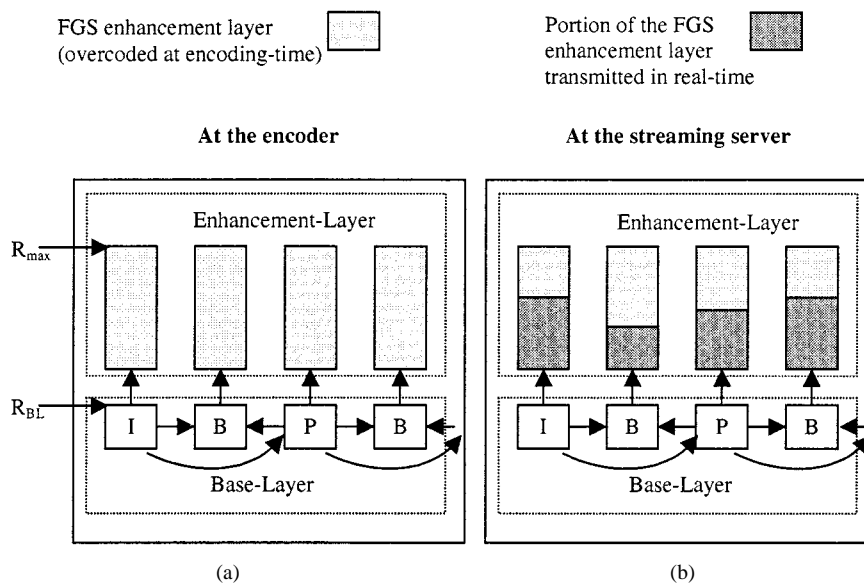 FGS enhancement layer
(overcoded at encoding-time)
Portion of the FGS
enhancement layer
transmitted in real-time
At the encoder
At the streaming server
Enhancement-Layer
Enhancement-Layer
Rmax
RBL
I
B
P
B
I
B
P
B
Base-Layer
Base-Layer
(a)
(b)